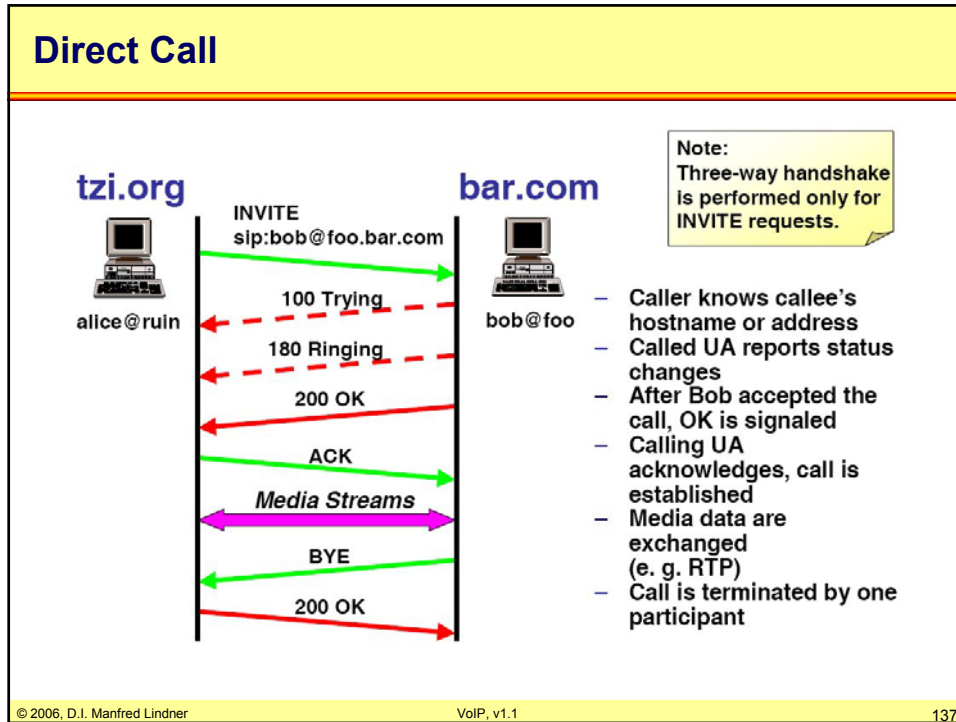 Direct Call
tzi.org
bar.com
Note:
Three-way handshake
is performed only for
INVITE requests.
INVITE
sip:bob@foo.bar.com
alice@ruin
bob@foo
100 Trying
180 Ringing
200 OK
ACK
Media Streams
BYE
200 OK
– Caller knows callee's
hostname or address
– Called UA reports status
changes
– After Bob accepted the
call, OK is signaled
– Calling UA
acknowledges, call is
established
– Media data are
exchanged
(e. g. RTP)
– Call is terminated by one
participant
© 2006, D.I. Manfred Lindner
VoIP, v1.1
137